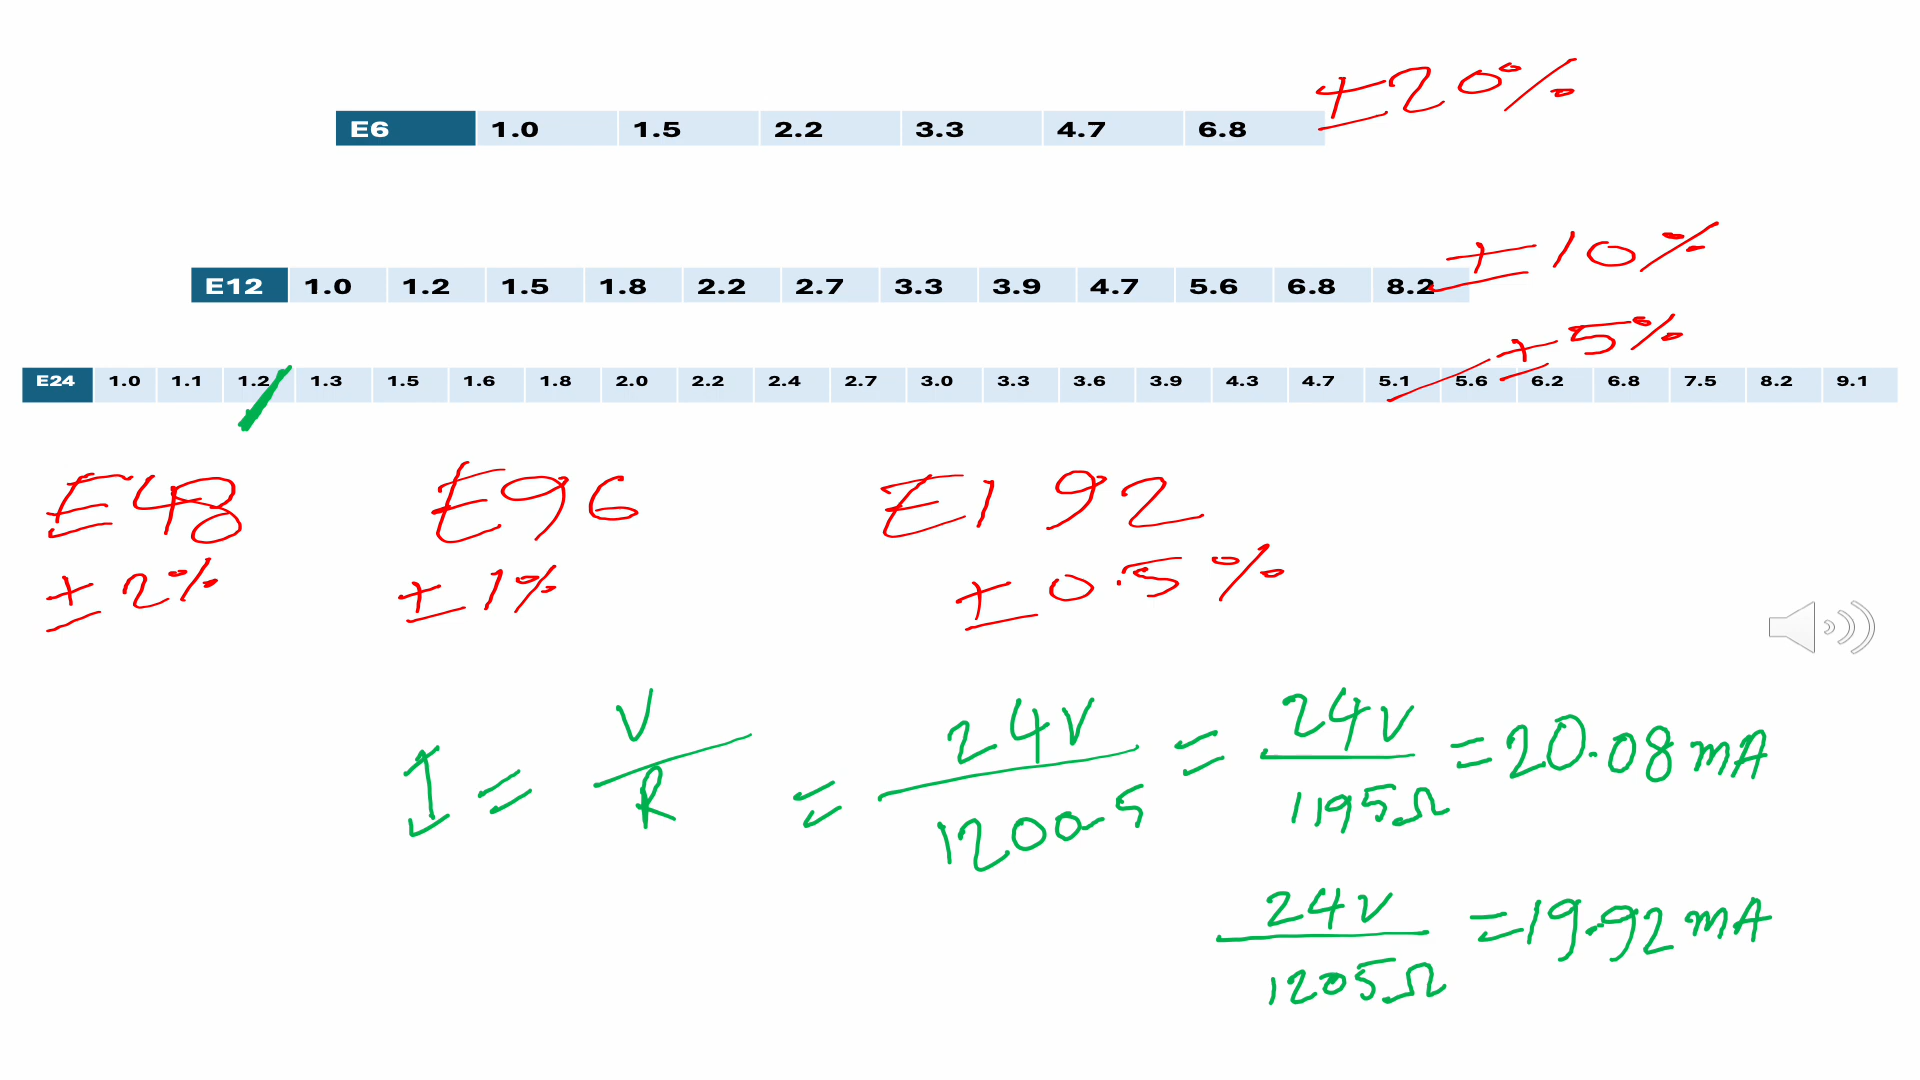 ±20%
E6 1.0 1.5 2.2 3.3 4.7 6.8
±10%
E12 1.0 1.2 1.5 1.8 2.2 2.7 3.3 3.9 4.7 5.6 6.8 8.2
±5%
E24 1.0 1.1 1.2 1.3 1.5 1.6 1.8 2.0 2.2 2.4 2.7 3.0 3.3 3.6 3.9 4.3 4.7 5.1 5.6 6.2 6.8 7.5 8.2 9.1
E48 E96 E192
±2% ±1% ±0.5%
I = V/R = 24V/1200-5 = 24V/1195Ω = 20.08mA
24V/1205Ω = 19.92mA